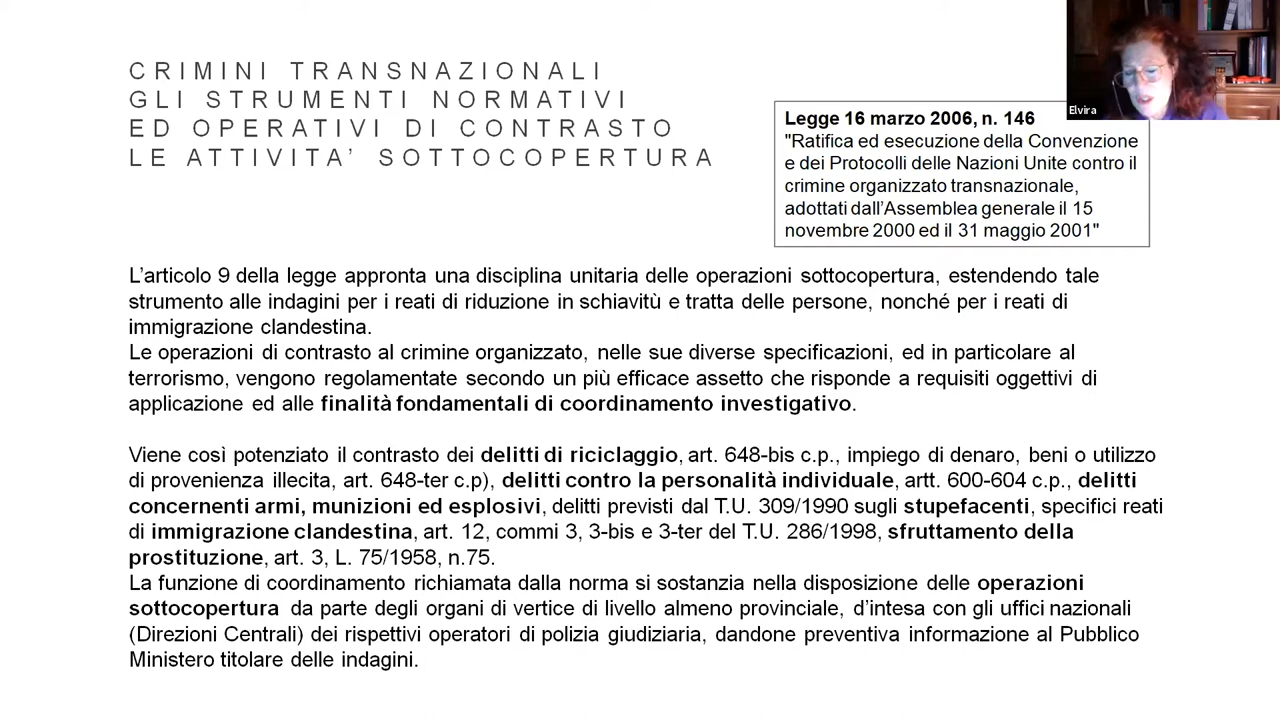 CRIMINI TRANSNAZIONALI
GLI STRUMENTI NORMATIVI
ED OPERATIVI DI CONTRASTO
LE ATTIVITA’ SOTTOCOPERTURA
Elvira
Legge 16 marzo 2006, n. 146
"Ratifica ed esecuzione della Convenzione
e dei Protocolli delle Nazioni Unite contro il
crimine organizzato transnazionale,
adottati dall’Assemblea generale il 15
novembre 2000 ed il 31 maggio 2001"
L’articolo 9 della legge appronta una disciplina unitaria delle operazioni sottocopertura, estendendo tale
strumento alle indagini per i reati di riduzione in schiavitù e tratta delle persone, nonché per i reati di
immigrazione clandestina.
Le operazioni di contrasto al crimine organizzato, nelle sue diverse specificazioni, ed in particolare al
terrorismo, vengono regolamentate secondo un più efficace assetto che risponde a requisiti oggettivi di
applicazione ed alle finalità fondamentali di coordinamento investigativo.
Viene così potenziato il contrasto dei delitti di riciclaggio, art. 648-bis c.p., impiego di denaro, beni o utilizzo
di provenienza illecita, art. 648-ter c.p), delitti contro la personalità individuale, artt. 600-604 c.p., delitti
concernenti armi, munizioni ed esplosivi, delitti previsti dal T.U. 309/1990 sugli stupefacenti, specifici reati
di immigrazione clandestina, art. 12, commi 3, 3-bis e 3-ter del T.U. 286/1998, sfruttamento della
prostituzione, art. 3, L. 75/1958, n.75.
La funzione di coordinamento richiamata dalla norma si sostanzia nella disposizione delle operazioni
sottocopertura da parte degli organi di vertice di livello almeno provinciale, d’intesa con gli uffici nazionali
(Direzioni Centrali) dei rispettivi operatori di polizia giudiziaria, dandone preventiva informazione al Pubblico
Ministero titolare delle indagini.